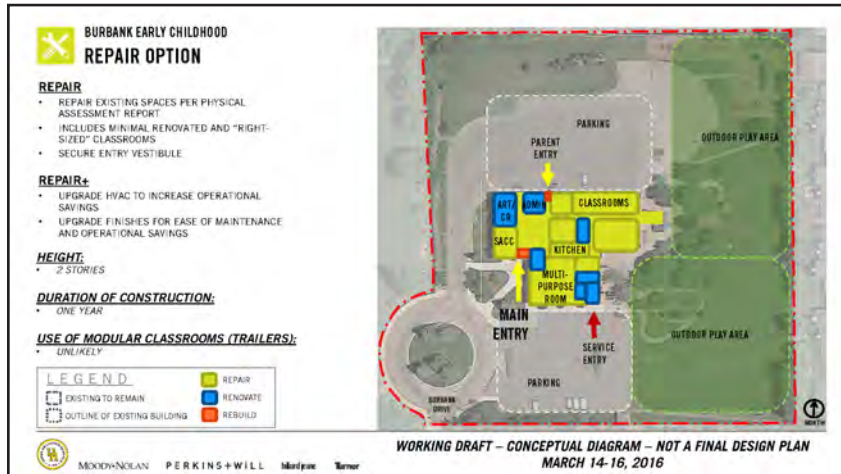 BURBANK EARLY CHILDHOOD
REPAIR OPTION
REPAIR
• REPAIR EXISTING SPACES PER PHYSICAL
ASSESSMENT REPORT
• INCLUDES MINIMAL RENOVATED AND "RIGHT-
SIZED" CLASSROOMS
• SECURE ENTRY VESTIBULE
REPAIR+
• UPGRADE HVAC TO INCREASE OPERATIONAL
SAVINGS
• UPGRADE FINISHES FOR EASE OF MAINTENANCE
AND OPERATIONAL SAVINGS
HEIGHT:
• 2 STORIES
DURATION OF CONSTRUCTION:
• ONE YEAR
USE OF MODULAR CLASSROOMS (TRAILERS):
• UNLIKELY
LEGEND
EXISTING TO REMAIN
OUTLINE OF EXISTING BUILDING
REPAIR
RENOVATE
REBUILD
PARKING
PARENT
ENTRY
OUTDOOR PLAY AREA
ART/
CR
ADMIN
CLASSROOMS
SACC
KITCHEN
MULTI-
PURPOSE
ROOM
MAIN
ENTRY
SERVICE
ENTRY
OUTDOOR PLAY AREA
PARKING
BURBANK
DRIVE
NORTH
MOODY•NOLAN PERKINS+WILL Turner
WORKING DRAFT – CONCEPTUAL DIAGRAM – NOT A FINAL DESIGN PLAN
MARCH 14-16, 2016